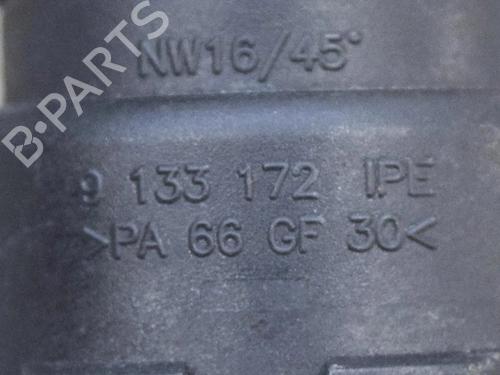 B-PARTS
NW16/45°
9 133 172 IPE
>PA 66 GF 30<